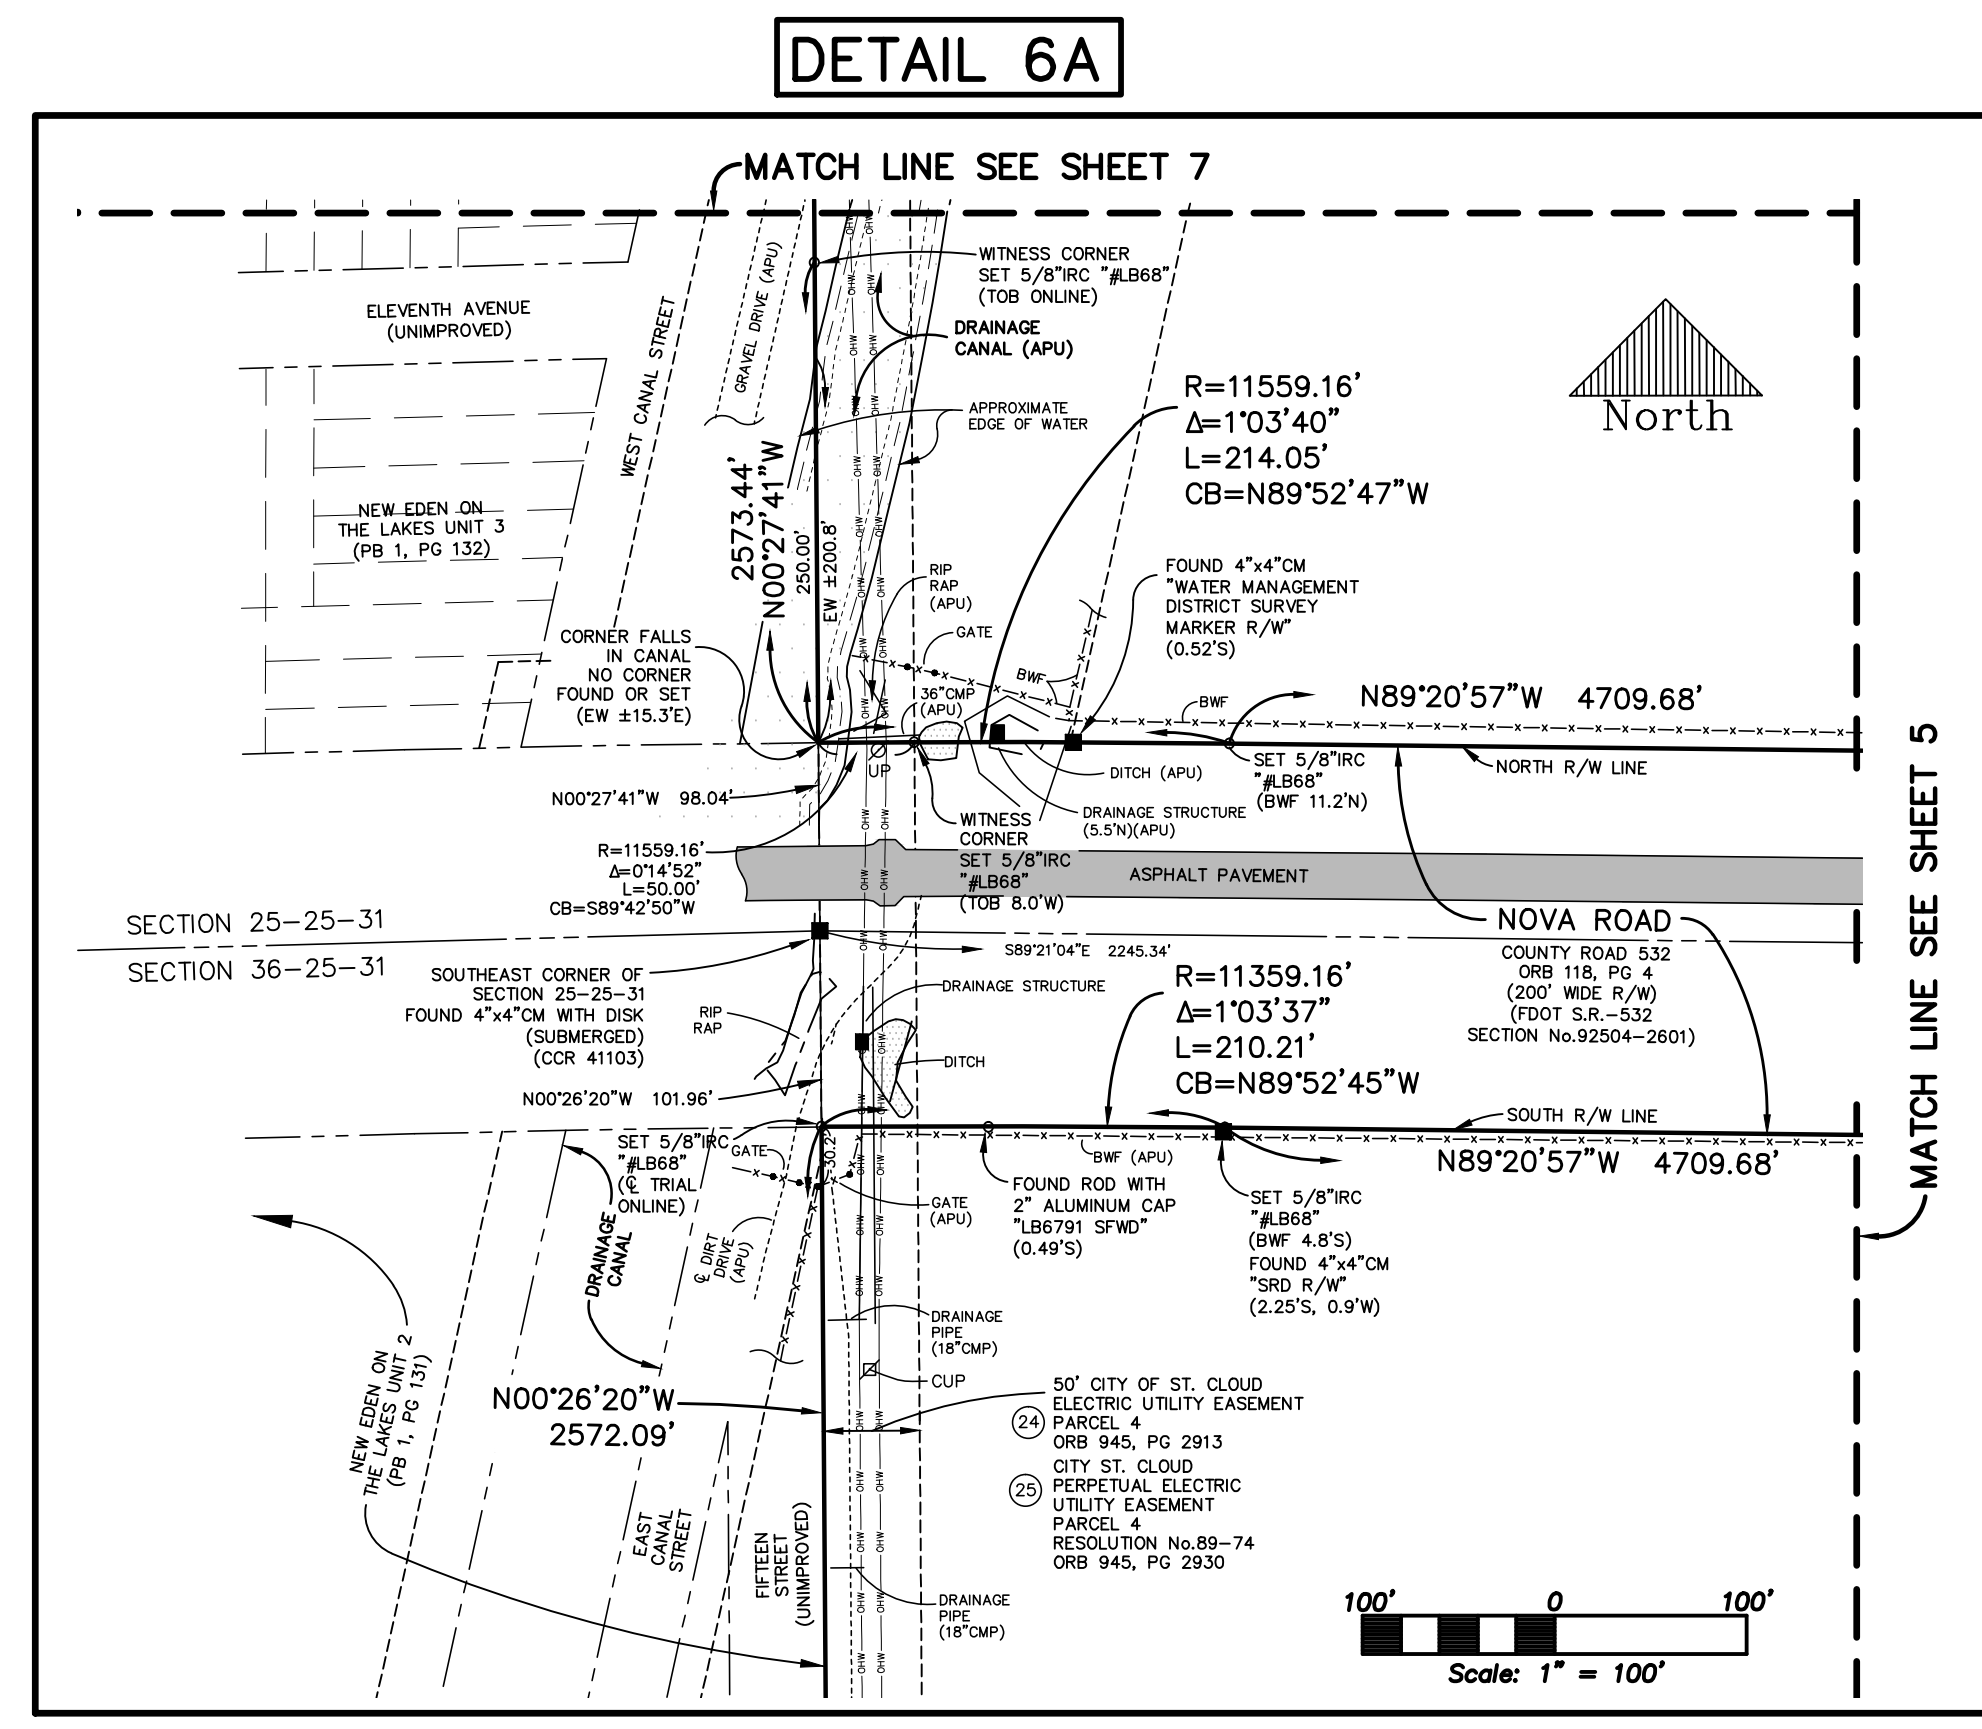 DETAIL 6A
MATCH LINE SEE SHEET 7
WITNESS CORNER
SET 5/8"IRC "#LB68"
(TOB ONLINE)
DRAINAGE
CANAL (APU)
GRAVEL DRIVE (APU)
ELEVENTH AVENUE
(UNIMPROVED)
WEST CANAL STREET
APPROXIMATE
EDGE OF WATER
R=11559.16'
Δ=1°03'40"
L=214.05'
CB=N89°52'47"W
North
NEW EDEN ON
THE LAKES UNIT 3
(PB 1, PG 132)
2573.44'
N00°27'41"W
250.00'
EW ±200.8'
RIP
RAP
(APU)
GATE
FOUND 4"x4"CM
"WATER MANAGEMENT
DISTRICT SURVEY
MARKER R/W"
(0.52'S)
CORNER FALLS
IN CANAL
NO CORNER
FOUND OR SET
(EW ±15.3'E)
36"CMP
(APU)
BWF
BWF
N89°20'57"W 4709.68'
UP
DITCH (APU)
SET 5/8"IRC
"#LB68"
(BWF 11.2'N)
NORTH R/W LINE
N00°27'41"W 98.04'
DRAINAGE STRUCTURE
(5.5'N)(APU)
WITNESS
CORNER
SET 5/8"IRC
"#LB68"
(TOB 8.0'W)
R=11559.16'
Δ=0°14'52"
L=50.00'
CB=S89°42'50"W
ASPHALT PAVEMENT
MATCH LINE SEE SHEET 5
SECTION 25-25-31
SECTION 36-25-31
NOVA ROAD
COUNTY ROAD 532
ORB 118, PG 4
(200' WIDE R/W)
(FDOT S.R.-532
SECTION No.92504-2601)
S89°21'04"E 2245.34'
SOUTHEAST CORNER OF
SECTION 25-25-31
FOUND 4"x4"CM WITH DISK
(SUBMERGED)
(CCR 41103)
DRAINAGE STRUCTURE
R=11359.16'
Δ=1°03'37"
L=210.21'
CB=N89°52'45"W
RIP
RAP
DITCH
N00°26'20"W 101.96'
SOUTH R/W LINE
SET 5/8"IRC
"#LB68"
(℄ TRIAL
ONLINE)
GATE
30.2'
BWF (APU)
N89°20'57"W 4709.68'
FOUND ROD WITH
2" ALUMINUM CAP
"LB6791 SFWD"
(0.49'S)
GATE
(APU)
SET 5/8"IRC
"#LB68"
(BWF 4.8'S)
FOUND 4"x4"CM
"SRD R/W"
(2.25'S, 0.9'W)
DRAINAGE
CANAL
℄ DIRT
DRIVE
(APU)
DRAINAGE
PIPE
(18"CMP)
CUP
NEW EDEN ON
THE LAKES UNIT 2
(PB 1, PG 131)
N00°26'20"W
2572.09'
50' CITY OF ST. CLOUD
ELECTRIC UTILITY EASEMENT
24 PARCEL 4
ORB 945, PG 2913
CITY ST. CLOUD
25 PERPETUAL ELECTRIC
UTILITY EASEMENT
PARCEL 4
RESOLUTION No.89-74
ORB 945, PG 2930
EAST
CANAL
STREET
FIFTEEN
STREET
(UNIMPROVED)
DRAINAGE
PIPE
(18"CMP)
100' 0 100'
Scale: 1" = 100'